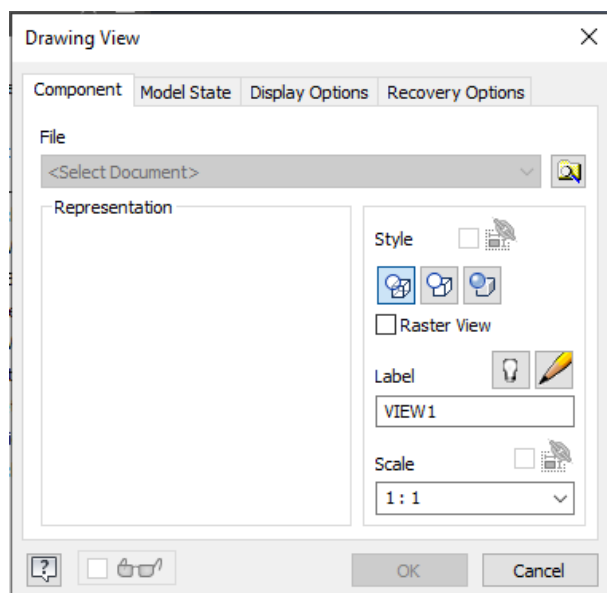 Drawing View
Component Model State Display Options Recovery Options
File
<Select Document>
Representation
Style
Raster View
Label
VIEW1
Scale
1 : 1
OK Cancel